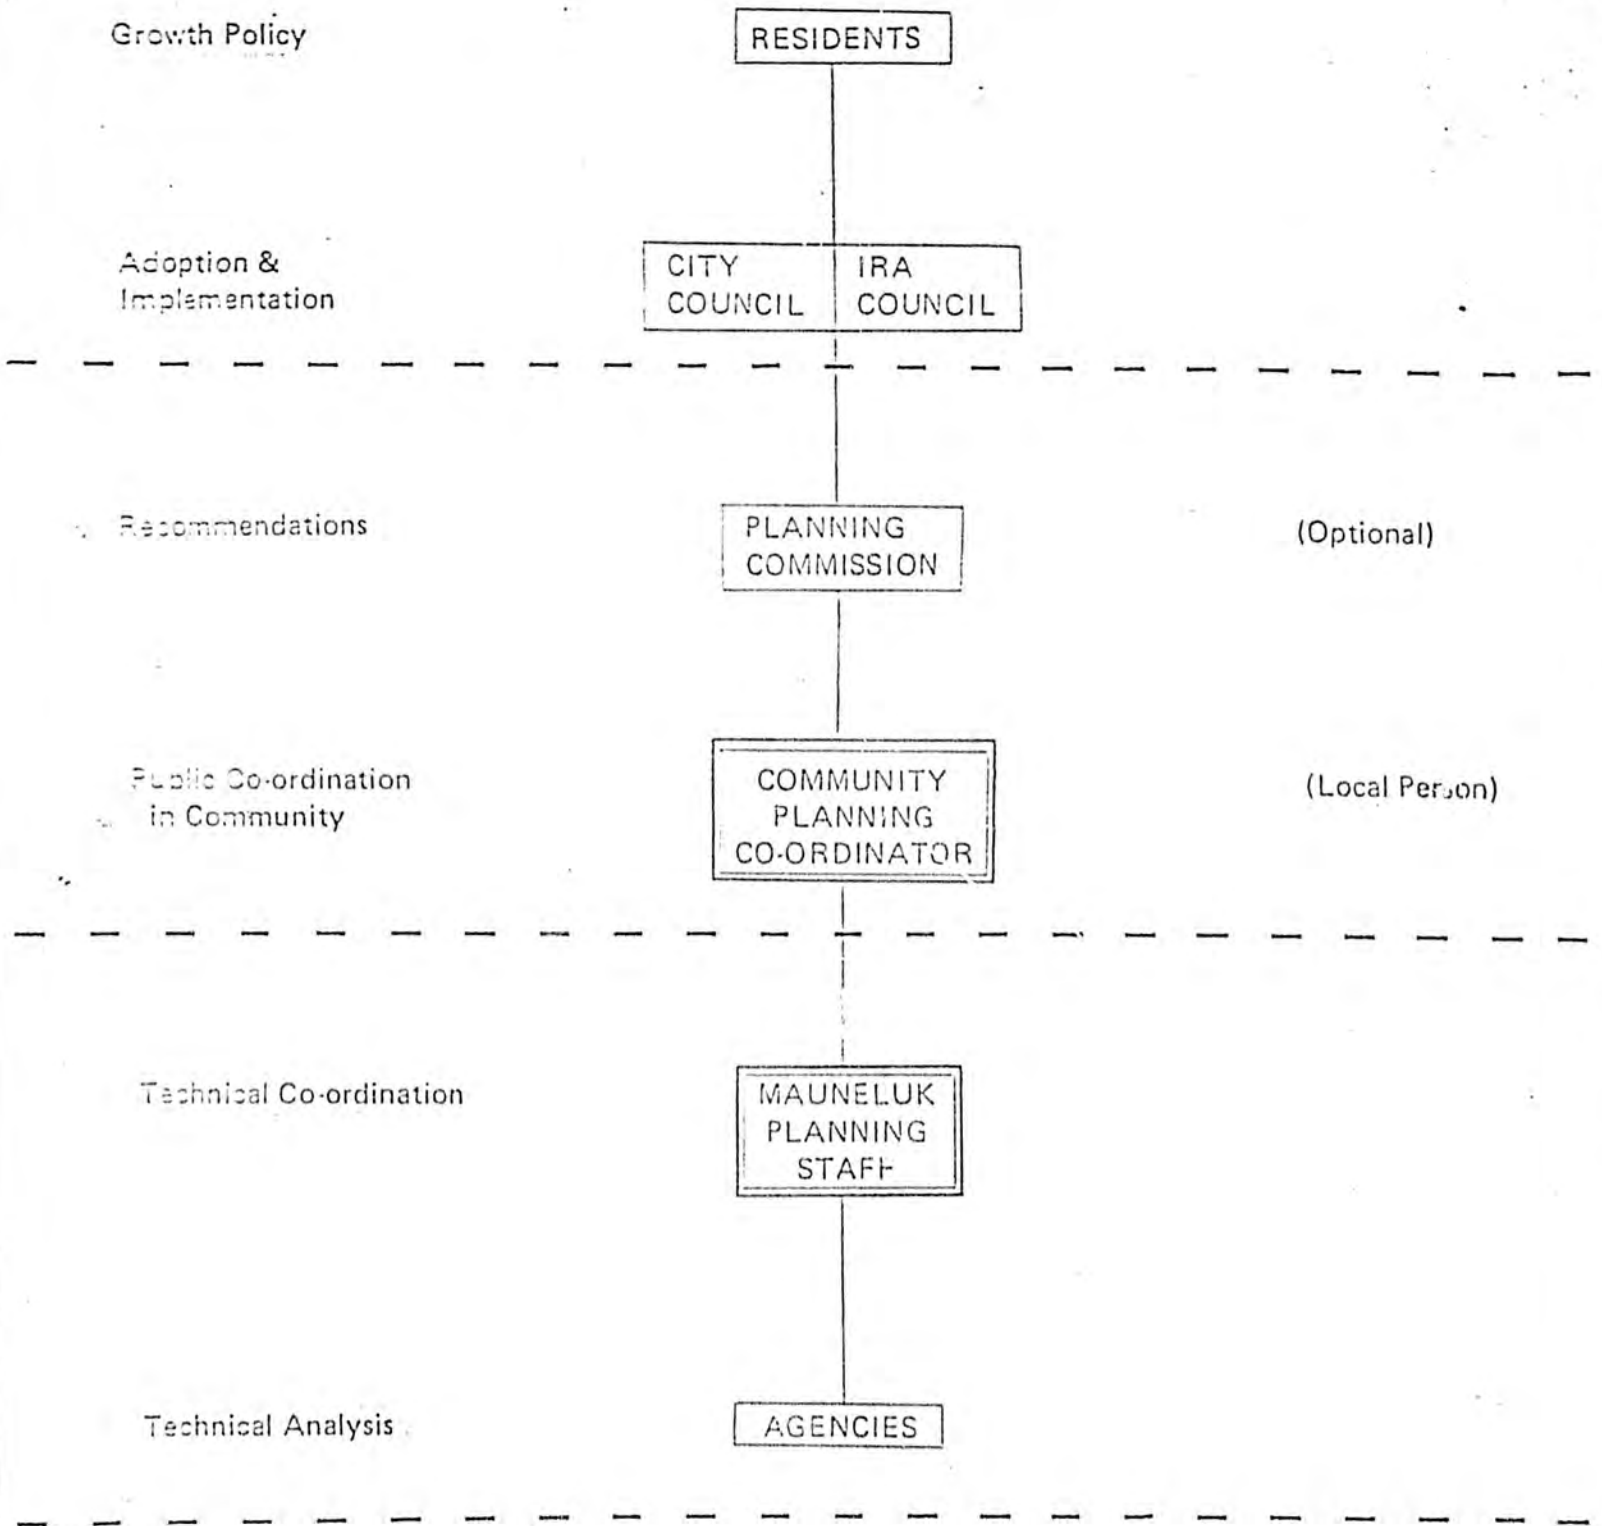 Growth Policy
RESIDENTS
Adoption &
Implementation
CITY
COUNCIL
IRA
COUNCIL
Recommendations
PLANNING
COMMISSION
(Optional)
Public Co-ordination
in Community
COMMUNITY
PLANNING
CO-ORDINATOR
(Local Person)
Technical Co-ordination
MAUNELUK
PLANNING
STAFF
Technical Analysis
AGENCIES